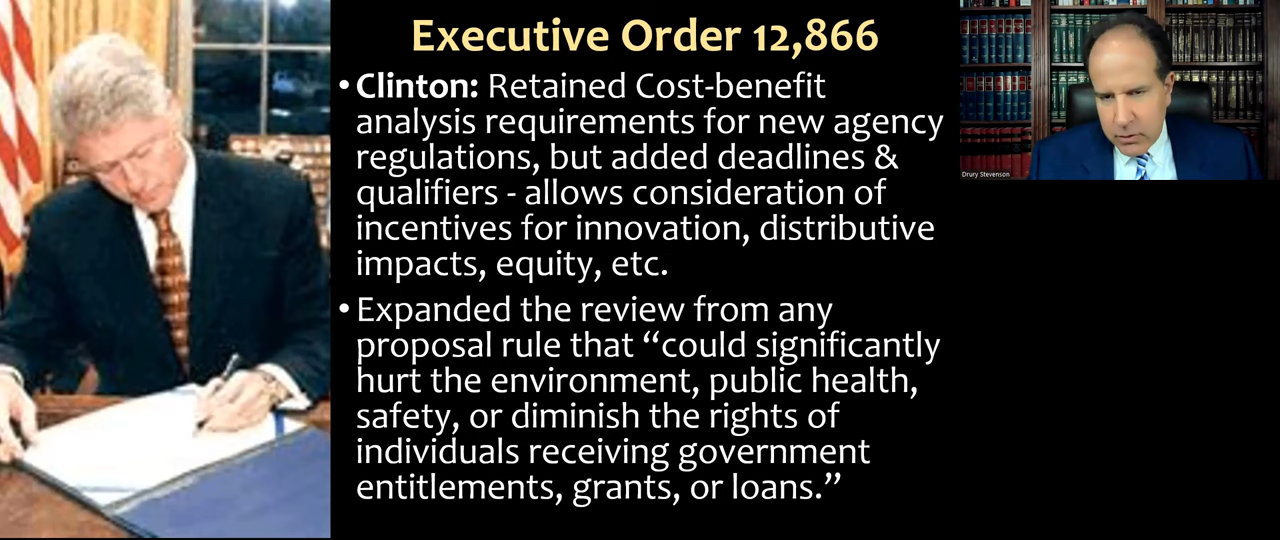 Executive Order 12,866
• Clinton: Retained Cost-benefit
analysis requirements for new agency
regulations, but added deadlines &
qualifiers - allows consideration of
incentives for innovation, distributive
impacts, equity, etc.
• Expanded the review from any
proposal rule that “could significantly
hurt the environment, public health,
safety, or diminish the rights of
individuals receiving government
entitlements, grants, or loans.”
Drury Stevenson